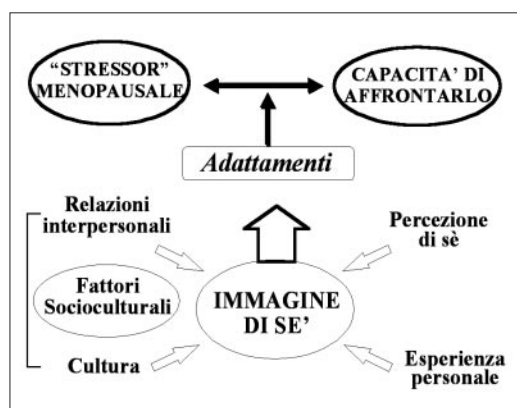 “STRESSOR”
MENOPAUSALE
CAPACITA’ DI
AFFRONTARLO
Adattamenti
Relazioni
interpersonali
Percezione
di sè
Fattori
Socioculturali
IMMAGINE
DI SE’
Cultura
Esperienza
personale